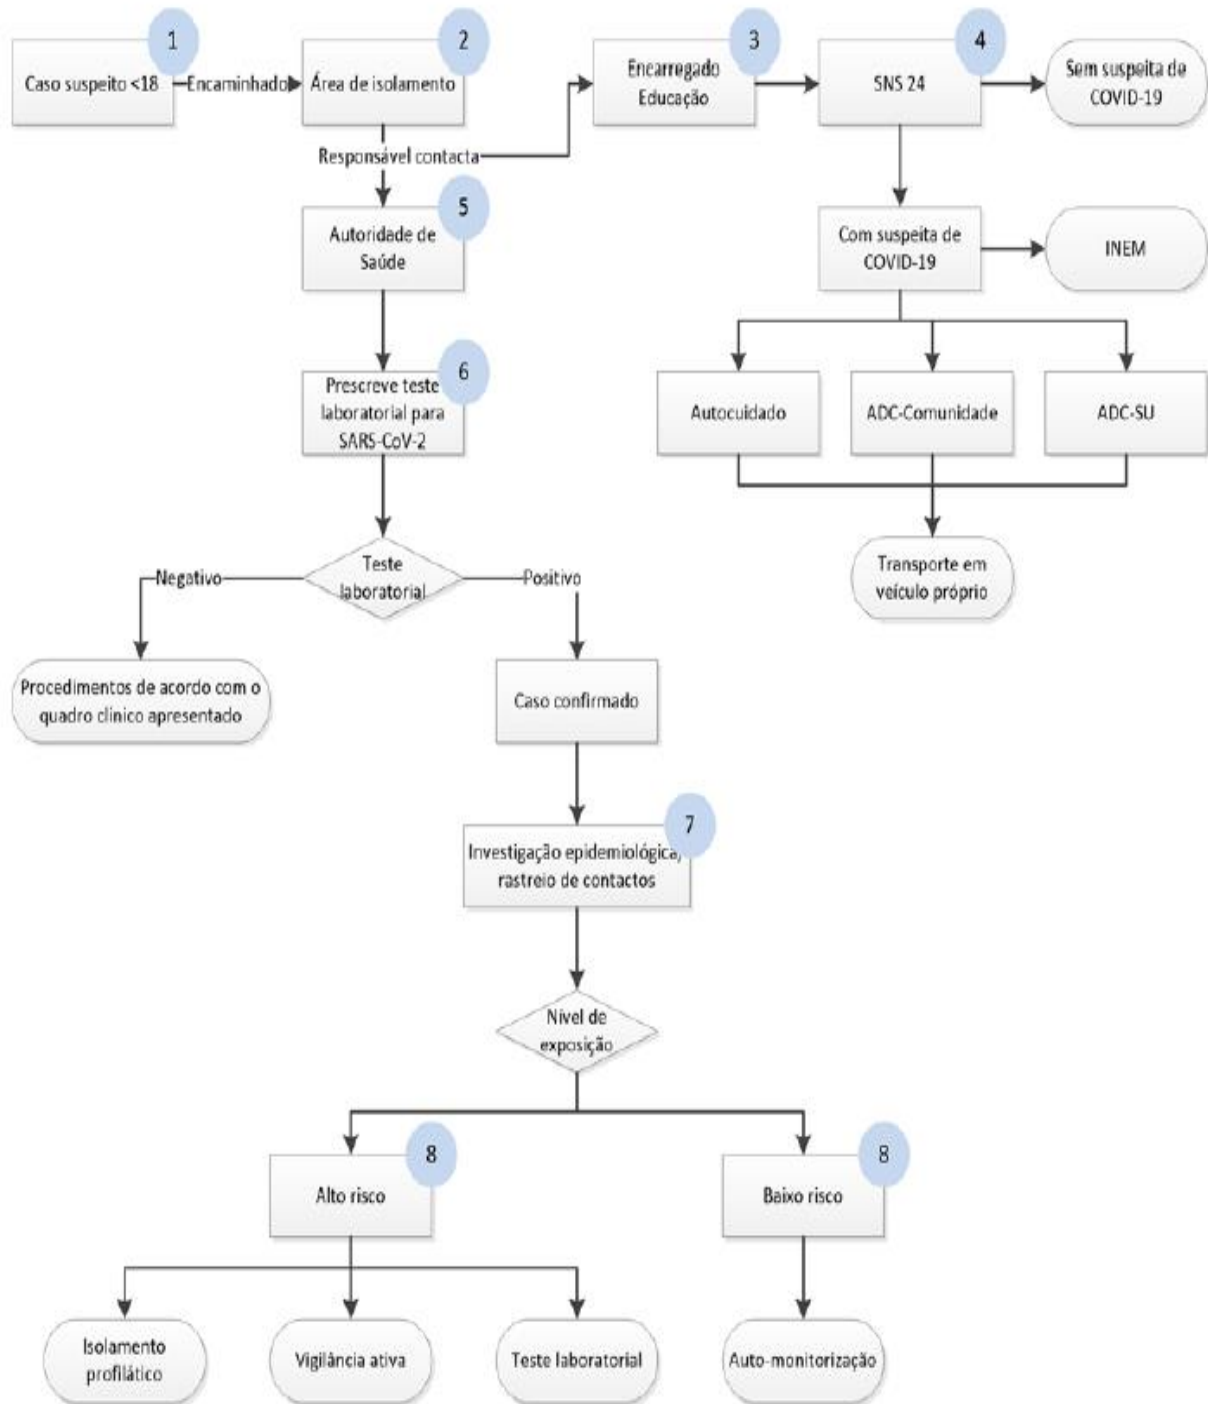 1
2
3
4
Caso suspeito <18
Encaminhado
Área de isolamento
Encarregado
Educação
SNS 24
Sem suspeita de
COVID-19
Responsável contacta
5
Autoridade de
Saúde
Com suspeita de
COVID-19
INEM
6
Prescreve teste
laboratorial para
SARS-CoV-2
Autocuidado
ADC-Comunidade
ADC-SU
Negativo
Teste
laboratorial
Positivo
Transporte em
veículo próprio
Procedimentos de acordo com o
quadro clínico apresentado
Caso confirmado
7
Investigação epidemiológica/
rastreio de contactos
Nível de
exposição
8
8
Alto risco
Baixo risco
Isolamento
profilático
Vigilância ativa
Teste laboratorial
Auto-monitorização